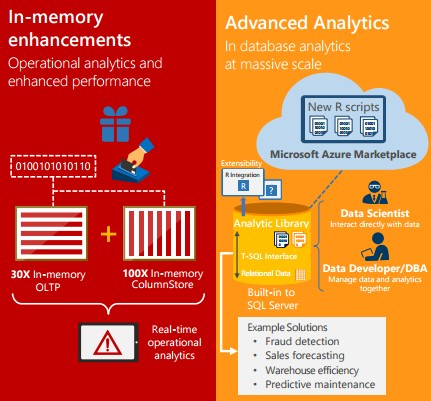 In-memory
enhancements
Operational analytics and
enhanced performance
0100101010110
30X In-memory
OLTP
100X In-memory
ColumnStore
Real-time
operational
analytics
Advanced Analytics
In database analytics
at massive scale
New R scripts
Microsoft Azure Marketplace
Extensibility
R Integration
R
?
Analytic Library
T-SQL Interface
Relational Data
Built-in to
SQL Server
Data Scientist
Interact directly with data
Data Developer/DBA
Manage data and analytics
together
Example Solutions
• Fraud detection
• Sales forecasting
• Warehouse efficiency
• Predictive maintenance